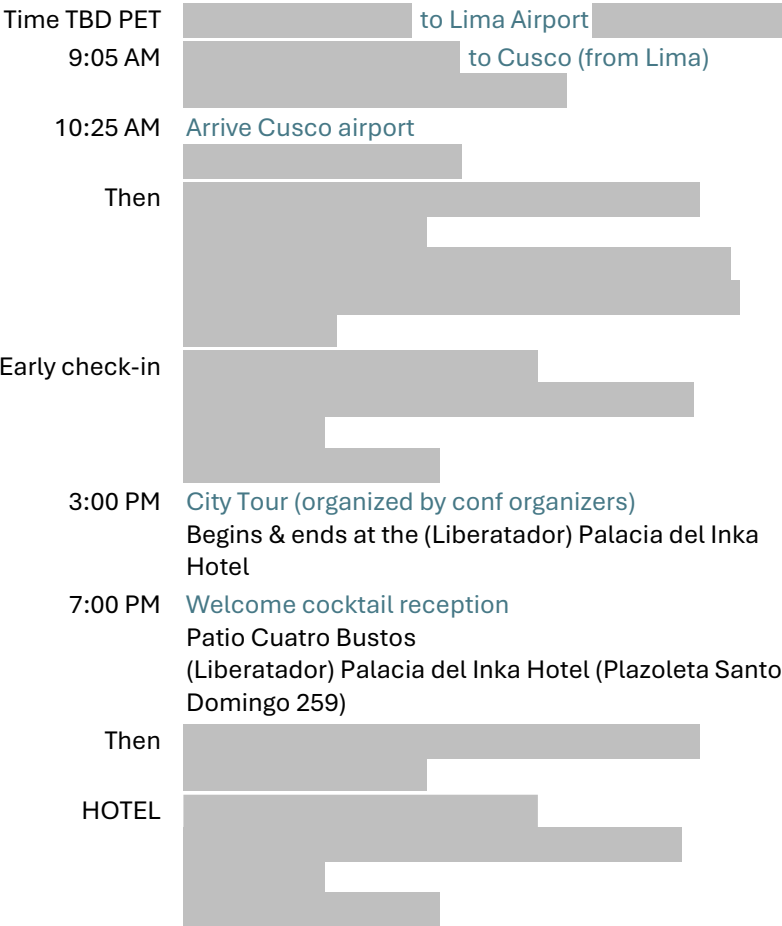 Time TBD PET to Lima Airport
9:05 AM to Cusco (from Lima)
10:25 AM Arrive Cusco airport
Then
Early check-in
3:00 PM City Tour (organized by conf organizers)
Begins & ends at the (Liberatador) Palacia del Inka
Hotel
7:00 PM Welcome cocktail reception
Patio Cuatro Bustos
(Liberatador) Palacia del Inka Hotel (Plazoleta Santo
Domingo 259)
Then
HOTEL